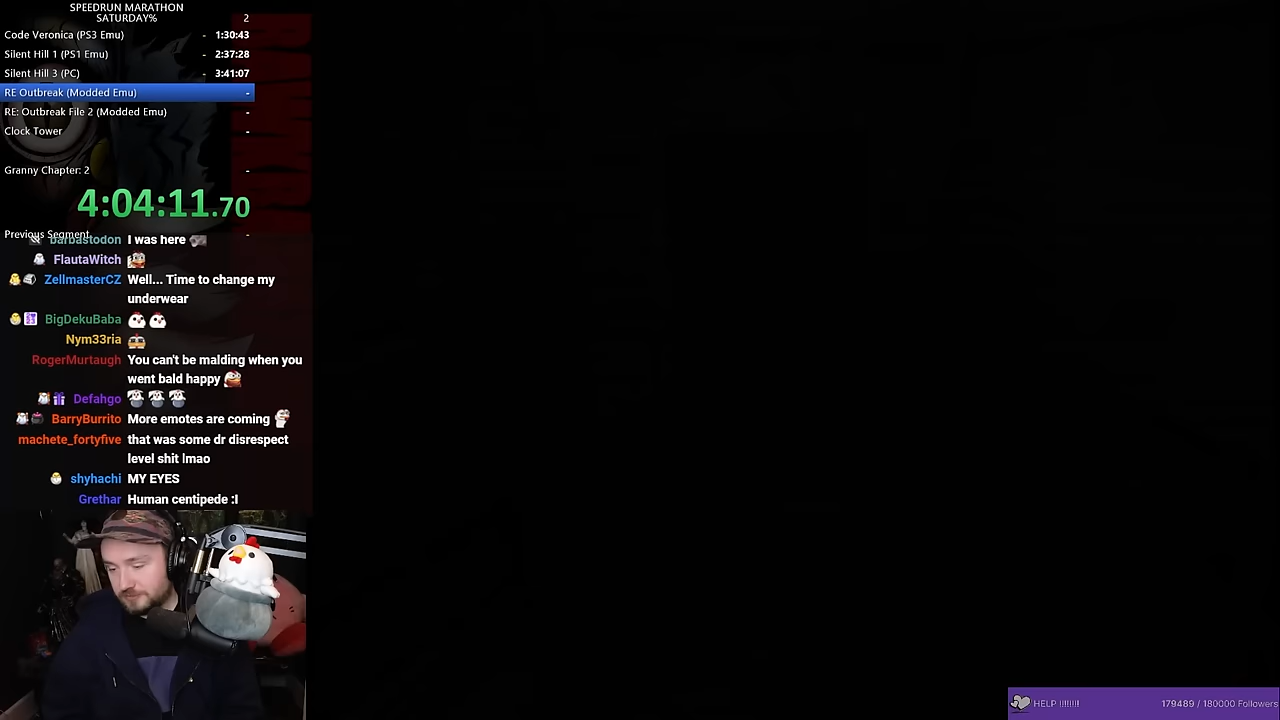 SPEEDRUN MARATHON
SATURDAY%
2
Code Veronica (PS3 Emu) - 1:30:43
Silent Hill 1 (PS1 Emu) - 2:37:28
Silent Hill 3 (PC) - 3:41:07
RE Outbreak (Modded Emu) -
RE: Outbreak File 2 (Modded Emu) -
Clock Tower -
Granny Chapter: 2 -
4:04:11.70
Previous Segment -
barbastodon I was here
FlautaWitch
ZellmasterCZ Well... Time to change my
underwear
BigDekuBaba
Nym33ria
RogerMurtaugh You can't be malding when you
went bald happy
Defahgo
BarryBurrito More emotes are coming
machete_fortyfive that was some dr disrespect
level shit lmao
shyhachi MY EYES
Grethar Human centipede :I
HELP !!!!!!! 179489 / 180000 Followers